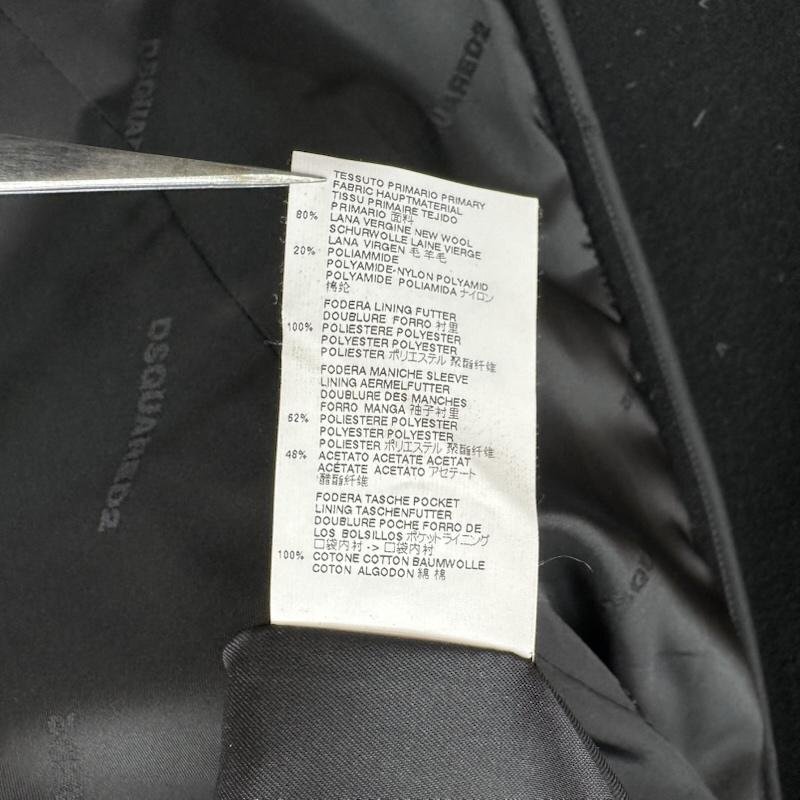 TESSUTO PRIMARIO PRIMARY
FABRIC HAUPTMATERIAL
TISSU PRIMAIRE TEJIDO
PRIMARIO 面料
80% LANA VERGINE NEW WOOL
SCHURWOLLE LAINE VIERGE
LANA VIRGEN 毛 羊毛
20% POLIAMMIDE
POLYAMIDE-NYLON POLYAMID
POLYAMIDE POLIAMIDA ナイロン
棉纶
FODERA LINING FUTTER
DOUBLURE FORRO 衬里
100% POLIESTERE POLYESTER
POLYESTER POLYESTER
POLIESTER ポリエステル 聚酯纤维
FODERA MANICHE SLEEVE
LINING AERMELFUTTER
DOUBLURE DES MANCHES
FORRO MANGA 袖子衬里
52% POLIESTERE POLYESTER
POLYESTER POLYESTER
POLIESTER ポリエステル 聚酯纤维
48% ACETATO ACETATE ACETAT
ACÉTATE ACETATO アセテート
醋酯纤维
FODERA TASCHE POCKET
LINING TASCHENFUTTER
DOUBLURE POCHE FORRO DE
LOS BOLSILLOS ポケットライニング
口袋内衬 -> 口袋内衬
100% COTONE COTTON BAUMWOLLE
COTON ALGODON 綿 棉
DSQUARED2